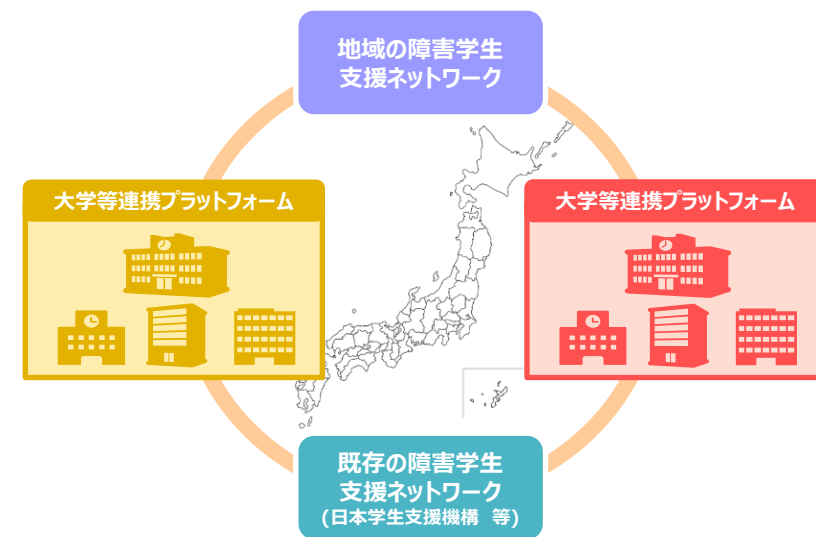 地域の障害学生
支援ネットワーク
大学等連携プラットフォーム
大学等連携プラットフォーム
既存の障害学生
支援ネットワーク
(日本学生支援機構 等)